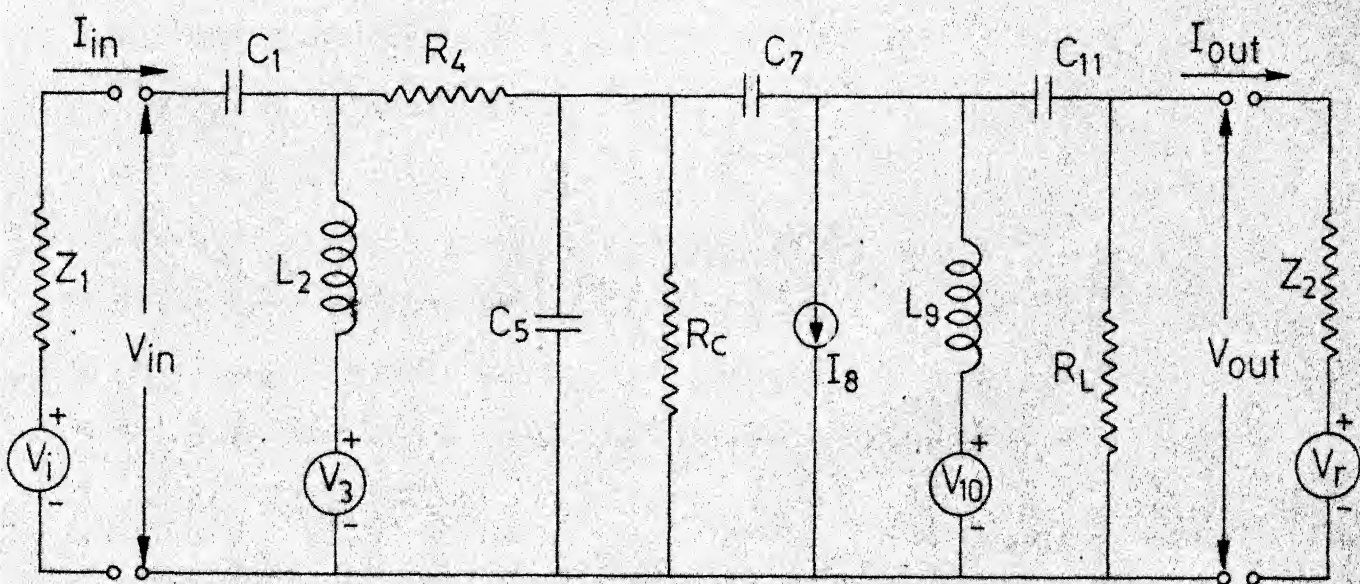 Iin
C1
R4
C7
C11
Iout
Z1
Vin
L2
C5
RC
I8
L9
RL
Vout
Z2
+
Vi
-
+
V3
-
+
V10
-
+
Vr
-